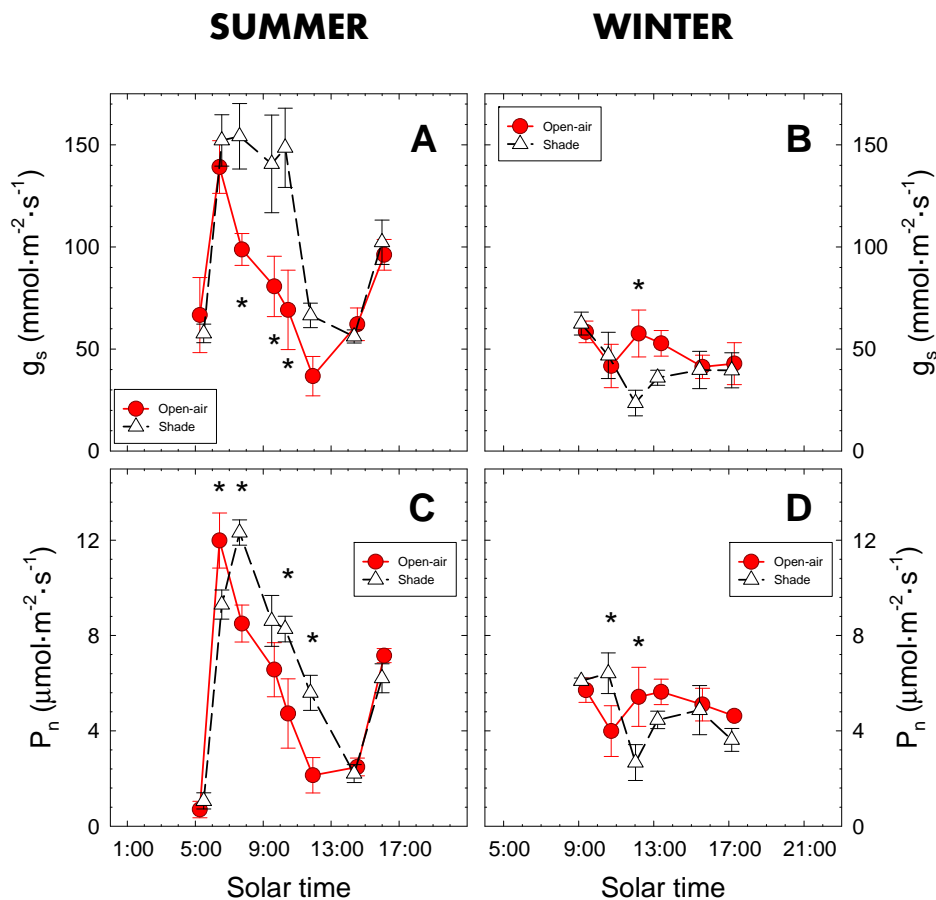 SUMMER WINTER
A
B
Open-air
Shade
Open-air
Shade
150
100
50
0
150
100
50
0
gs (mmol·m-2·s-1)
gs (mmol·m-2·s-1)
*
*
*
*
C
D
* *
*
*
*
*
Open-air
Shade
Open-air
Shade
12
8
4
0
12
8
4
0
Pn (µmol·m-2·s-1)
Pn (µmol·m-2·s-1)
1:00 5:00 9:00 13:00 17:00
5:00 9:00 13:00 17:00 21:00
Solar time
Solar time